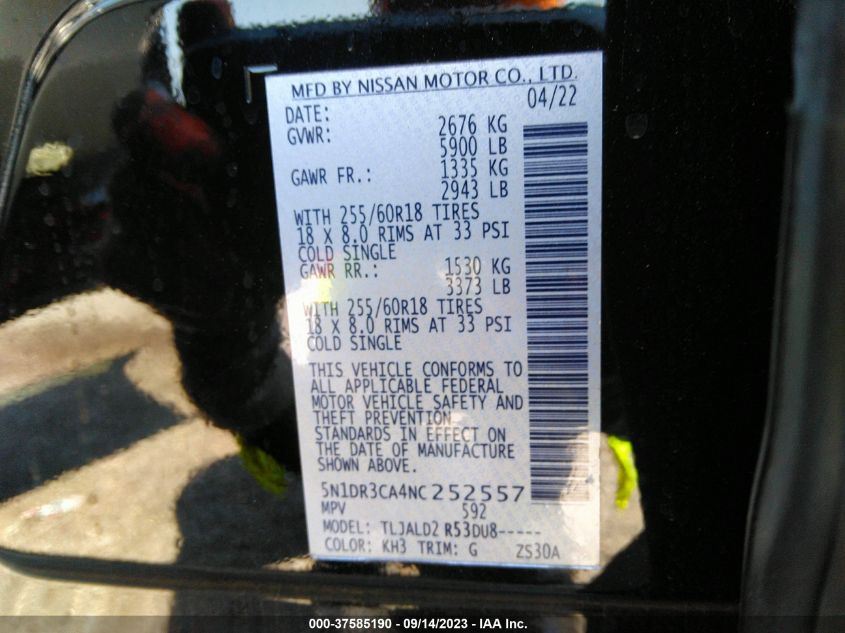 MFD BY NISSAN MOTOR CO., LTD.
DATE: 04/22
GVWR: 2676 KG
5900 LB
GAWR FR.: 1335 KG
2943 LB
WITH 255/60R18 TIRES
18 X 8.0 RIMS AT 33 PSI
COLD SINGLE
GAWR RR.: 1530 KG
3373 LB
WITH 255/60R18 TIRES
18 X 8.0 RIMS AT 33 PSI
COLD SINGLE
THIS VEHICLE CONFORMS TO
ALL APPLICABLE FEDERAL
MOTOR VEHICLE SAFETY AND
THEFT PREVENTION
STANDARDS IN EFFECT ON
THE DATE OF MANUFACTURE
SHOWN ABOVE.
5N1DR3CA4NC252557
MPV 592
MODEL: TLJALD2 R53DU8-----
COLOR: KH3 TRIM: G ZS30A
000-37585190 - 09/14/2023 - IAA Inc.